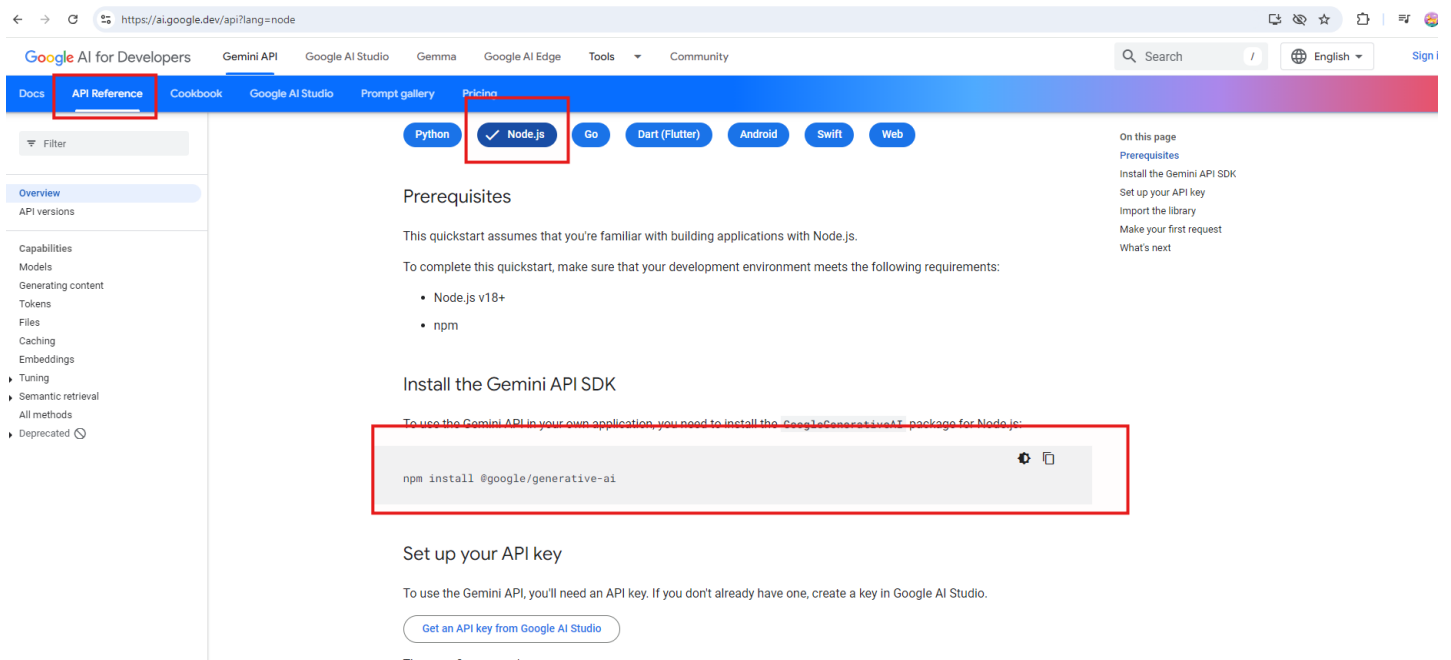 https://ai.google.dev/api?lang=node
Google AI for Developers
Gemini API
Google AI Studio
Gemma
Google AI Edge
Tools
Community
Search
/
English
Sign
Docs
API Reference
Cookbook
Google AI Studio
Prompt gallery
Pricing
Filter
Overview
API versions
Capabilities
Models
Generating content
Tokens
Files
Caching
Embeddings
Tuning
Semantic retrieval
All methods
Deprecated
Python
Node.js
Go
Dart (Flutter)
Android
Swift
Web
Prerequisites
This quickstart assumes that you're familiar with building applications with Node.js.
To complete this quickstart, make sure that your development environment meets the following requirements:
Node.js v18+
npm
Install the Gemini API SDK
To use the Gemini API in your own application, you need to install the GoogleGenerativeAI package for Node.js:
npm install @google/generative-ai
Set up your API key
To use the Gemini API, you'll need an API key. If you don't already have one, create a key in Google AI Studio.
Get an API key from Google AI Studio
On this page
Prerequisites
Install the Gemini API SDK
Set up your API key
Import the library
Make your first request
What's next